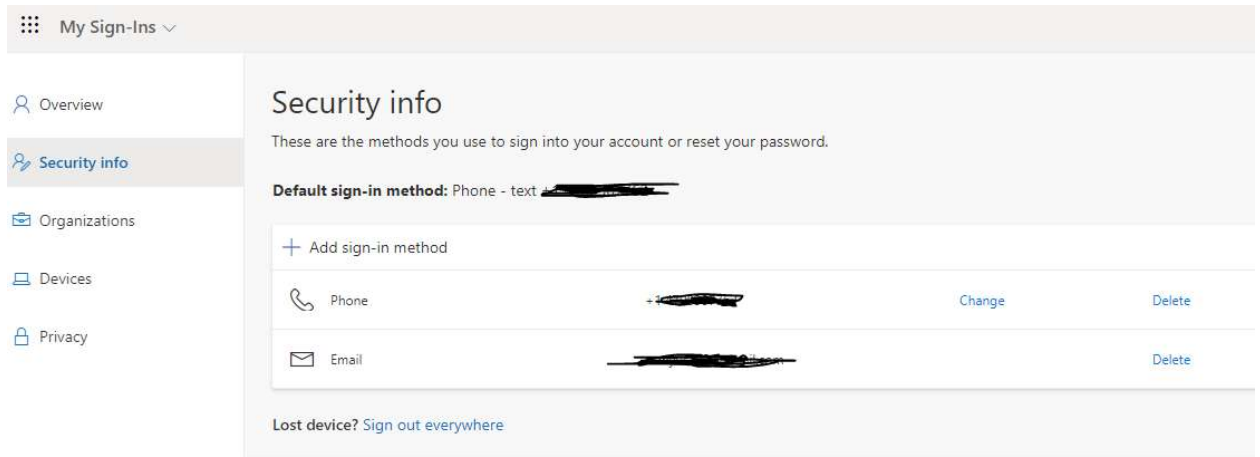 My Sign-Ins
Overview
Security info
Organizations
Devices
Privacy
Security info
These are the methods you use to sign into your account or reset your password.
Default sign-in method: Phone - text
+ Add sign-in method
Phone Change Delete
Email Delete
Lost device? Sign out everywhere